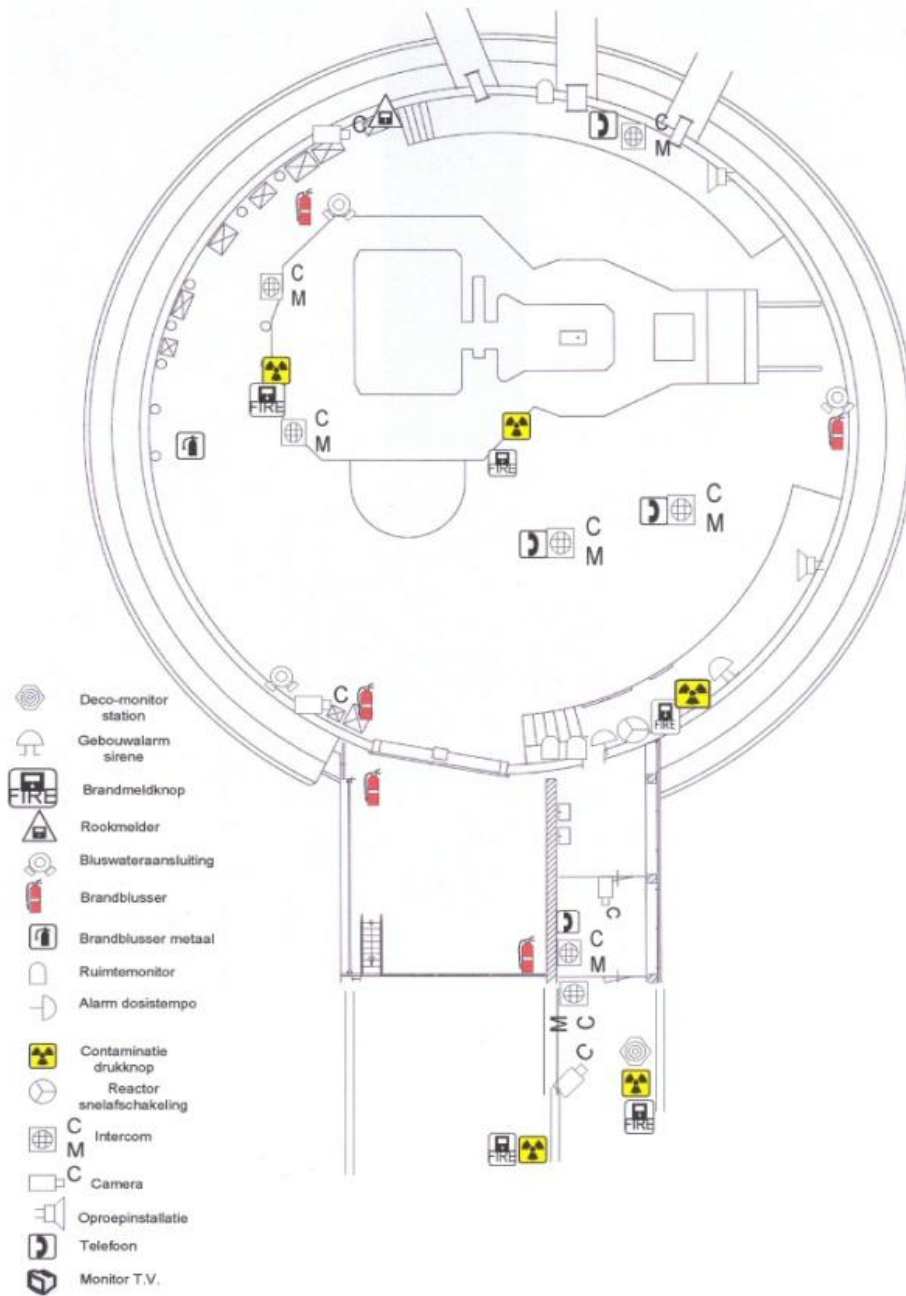 C
C
M
C
M
FIRE
C
M
FIRE
C
M
C
M
C
FIRE
C
C
M
C
M
C
FIRE
FIRE
Deco-monitor
station
Gebouwalarm
sirene
FIRE
Brandmeldknop
Rookmelder
Bluswateraansluiting
Brandblusser
Brandblusser metaal
Ruimtemonitor
Alarm dosistempo
Contaminatie
drukknop
Reactor
snelafschakeling
C
M
Intercom
C
Camera
Oproepinstallatie
Telefoon
Monitor T.V.